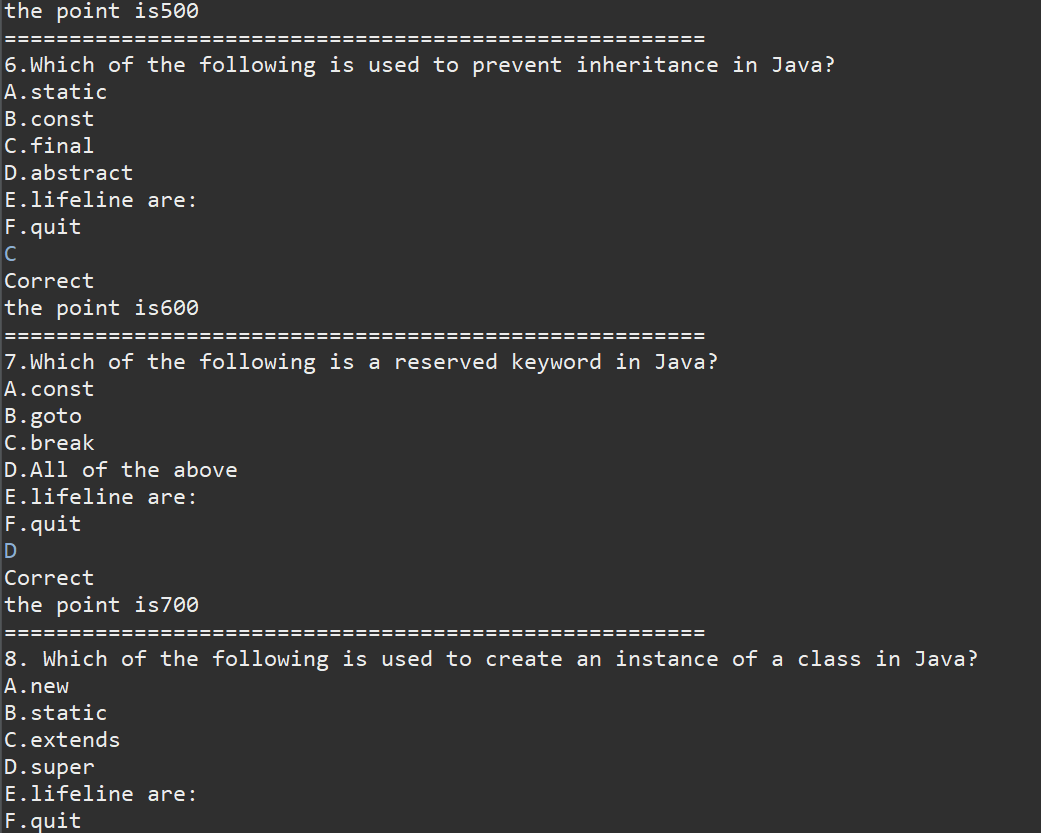 the point is500
======================================================
6.Which of the following is used to prevent inheritance in Java?
A.static
B.const
C.final
D.abstract
E.lifeline are:
F.quit
C
Correct
the point is600
======================================================
7.Which of the following is a reserved keyword in Java?
A.const
B.goto
C.break
D.All of the above
E.lifeline are:
F.quit
D
Correct
the point is700
======================================================
8. Which of the following is used to create an instance of a class in Java?
A.new
B.static
C.extends
D.super
E.lifeline are:
F.quit